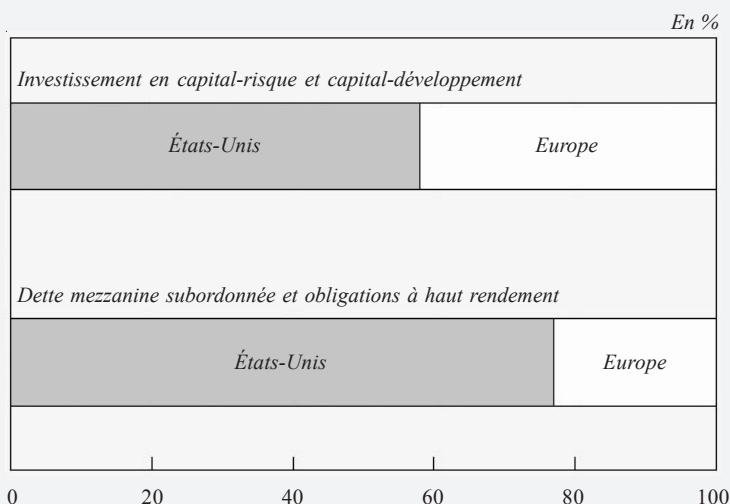 En %
Investissement en capital-risque et capital-développement
États-Unis Europe
Dette mezzanine subordonnée et obligations à haut rendement
États-Unis Europe
0 20 40 60 80 100